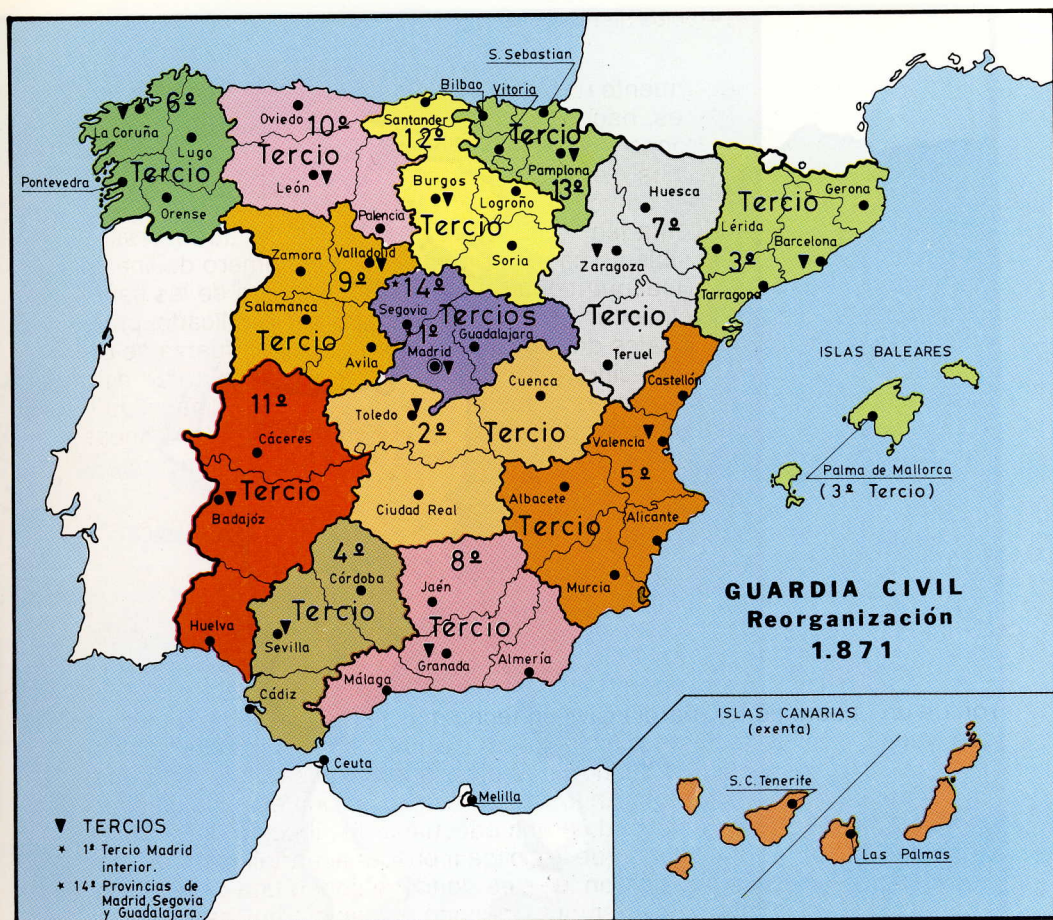 S. Sebastian
Bilbao
Vitoria
6º
La Coruña
Lugo
Tercio
Pontevedra
Orense
Oviedo
10º
Tercio
León
Palencia
Santander
12º
Burgos
Logroño
Tercio
Soria
Tercio
Pamplona
13º
Huesca
7º
Zaragoza
Tercio
Teruel
Gerona
Tercio
Lérida
Barcelona
3º
Tarragona
Zamora
Valladolid
9º
Salamanca
Tercio
Avila
*14º
Segovia
Tercios
1º
Guadalajara
Madrid
ISLAS BALEARES
Palma de Mallorca
(3º Tercio)
11º
Cáceres
Tercio
Badajóz
Huelva
Toledo
2º
Cuenca
Tercio
Ciudad Real
Castellón
Valencia
5º
Albacete
Tercio
Alicante
Murcia
4º
Córdoba
Tercio
Sevilla
Cádiz
8º
Jaén
Tercio
Granada
Almería
Málaga
Ceuta
Melilla
GUARDIA CIVIL
Reorganización
1.871
ISLAS CANARIAS
(exenta)
S.C. Tenerife
Las Palmas
▼ TERCIOS
* 1º Tercio Madrid
interior.
* 14º Provincias de
Madrid, Segovia
y Guadalajara.